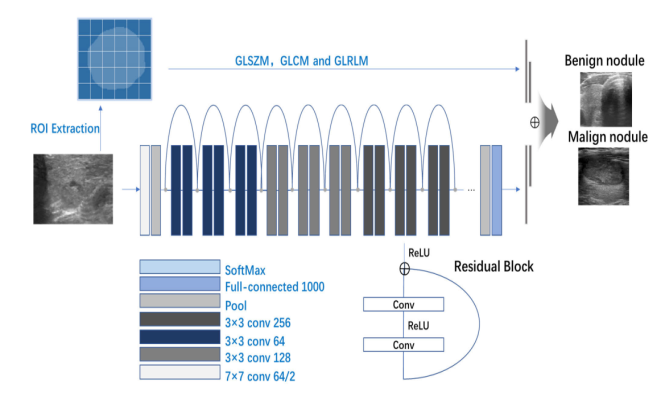 GLSZM, GLCM and GLRLM
Benign nodule
ROI Extraction
Malign nodule
...
ReLU
Residual Block
Conv
ReLU
Conv
SoftMax
Full-connected 1000
Pool
3×3 conv 256
3×3 conv 64
3×3 conv 128
7×7 conv 64/2